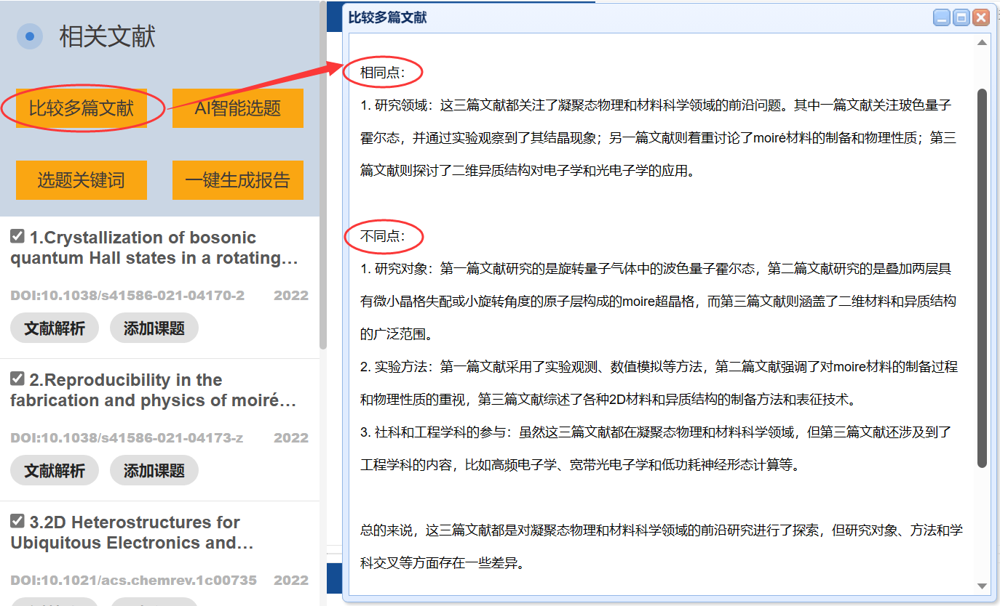 相关文献
比较多篇文献
AI智能选题
选题关键词
一键生成报告
1.Crystallization of bosonic
quantum Hall states in a rotating…
DOI:10.1038/s41586-021-04170-2 2022
文献解析 添加课题
2.Reproducibility in the
fabrication and physics of moiré…
DOI:10.1038/s41586-021-04173-z 2022
文献解析 添加课题
3.2D Heterostructures for
Ubiquitous Electronics and…
DOI:10.1021/acs.chemrev.1c00735 2022
比较多篇文献
相同点：
1. 研究领域：这三篇文献都关注了凝聚态物理和材料科学领域的前沿问题。其中一篇文献关注玻色量子
霍尔态，并通过实验观察到了其结晶现象；另一篇文献则着重讨论了moiré材料的制备和物理性质；第三
篇文献则探讨了二维异质结构对电子学和光电子学的应用。
不同点：
1. 研究对象：第一篇文献研究的是旋转量子气体中的波色量子霍尔态，第二篇文献研究的是叠加两层具
有微小晶格失配或小旋转角度的原子层构成的moire超晶格，而第三篇文献则涵盖了二维材料和异质结构
的广泛范围。
2. 实验方法：第一篇文献采用了实验观测、数值模拟等方法，第二篇文献强调了对moire材料的制备过程
和物理性质的重视，第三篇文献综述了各种2D材料和异质结构的制备方法和表征技术。
3. 社科和工程学科的参与：虽然这三篇文献都在凝聚态物理和材料科学领域，但第三篇文献还涉及到了
工程学科的内容，比如高频电子学、宽带光电子学和低功耗神经形态计算等。
总的来说，这三篇文献都是对凝聚态物理和材料科学领域的前沿研究进行了探索，但研究对象、方法和学
科交叉等方面存在一些差异。